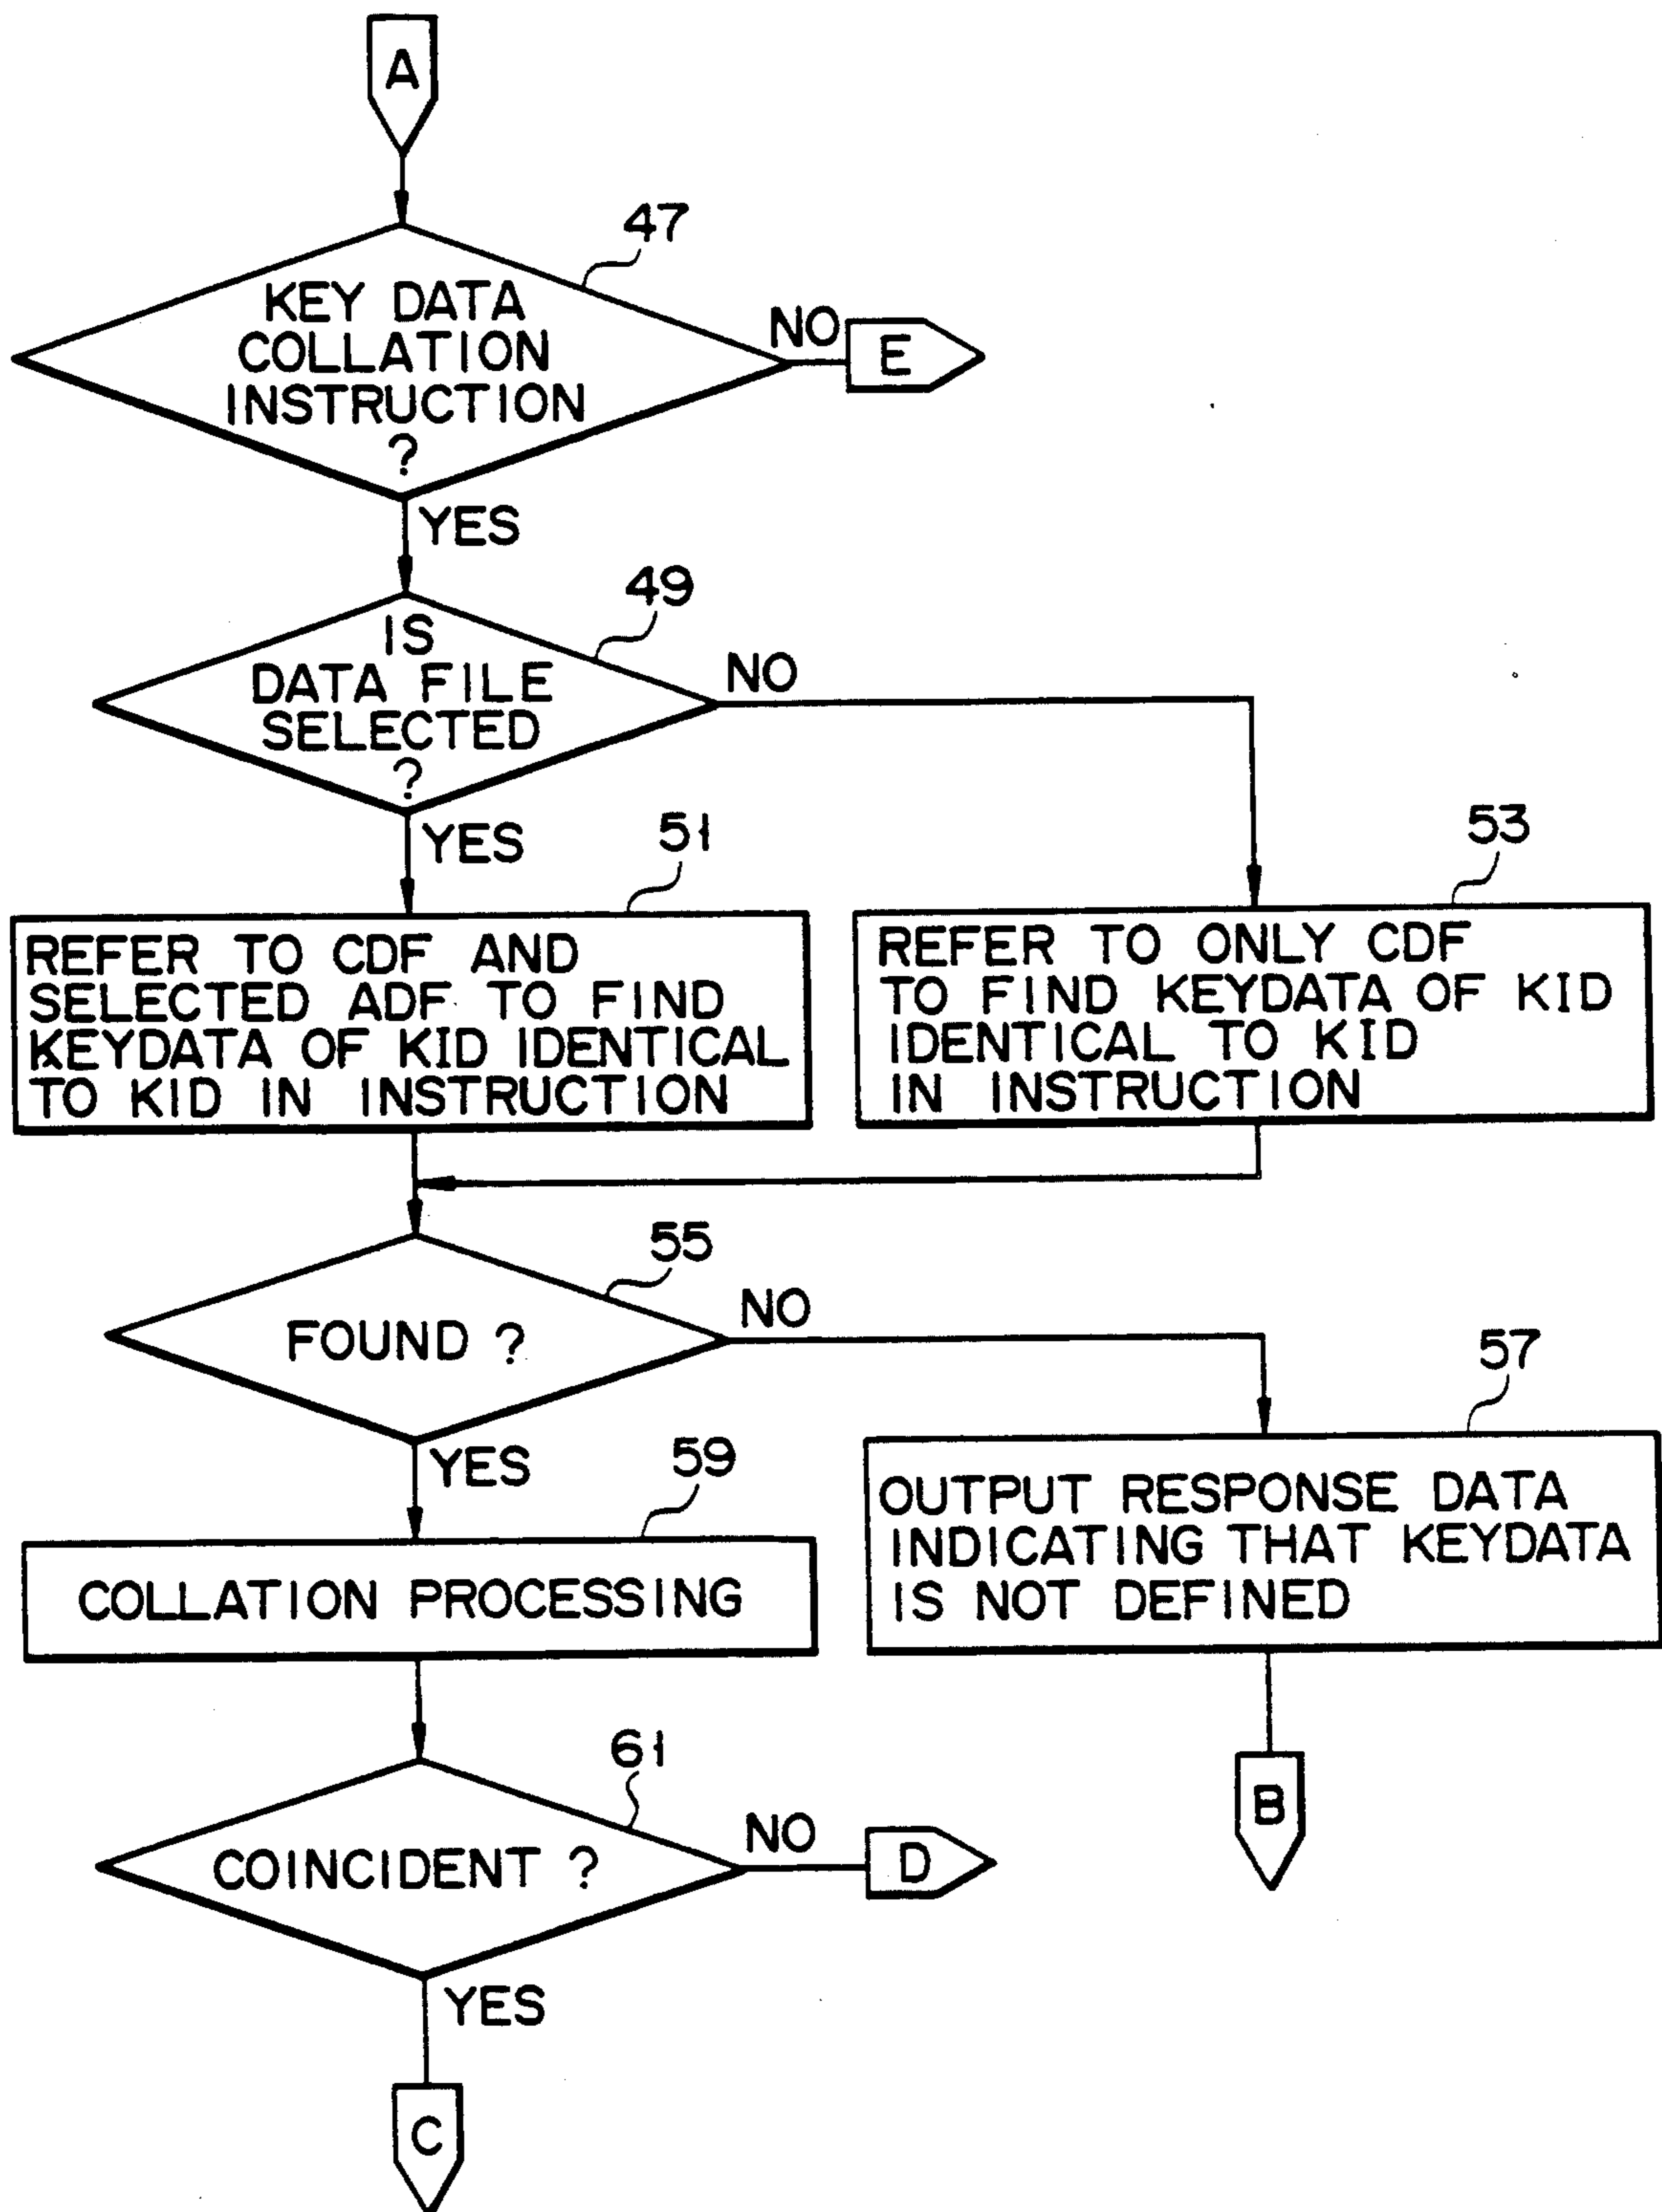 A
47
KEY DATA
COLLATION
INSTRUCTION
?
NO
E
YES
49
IS
DATA FILE
SELECTED
?
NO
YES
51
53
REFER TO CDF AND
SELECTED ADF TO FIND
KEYDATA OF KID IDENTICAL
TO KID IN INSTRUCTION
REFER TO ONLY CDF
TO FIND KEYDATA OF KID
IDENTICAL TO KID
IN INSTRUCTION
55
FOUND ?
NO
YES
57
59
COLLATION PROCESSING
OUTPUT RESPONSE DATA
INDICATING THAT KEYDATA
IS NOT DEFINED
61
COINCIDENT ?
NO
D
B
YES
C